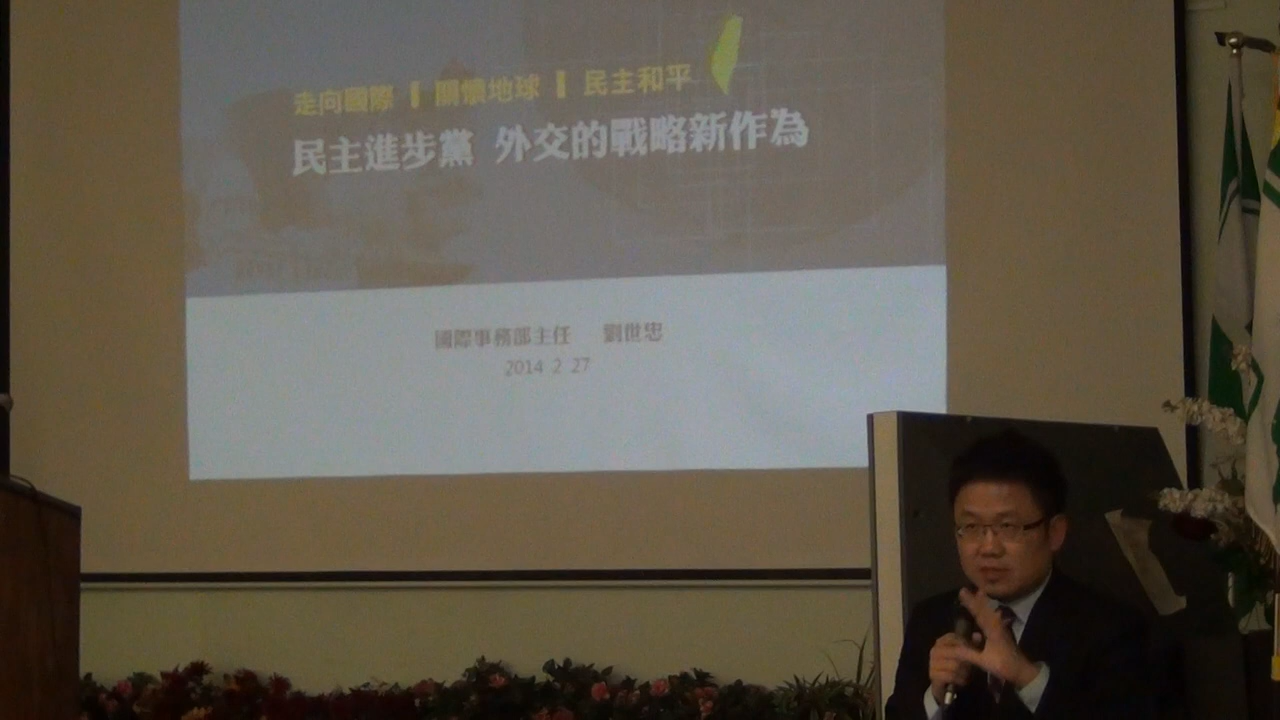 走向國際 ▌ 關懷地球 ▌ 民主和平
民主進步黨 外交的戰略新作為
國際事務部主任 劉世忠
2014 2 27